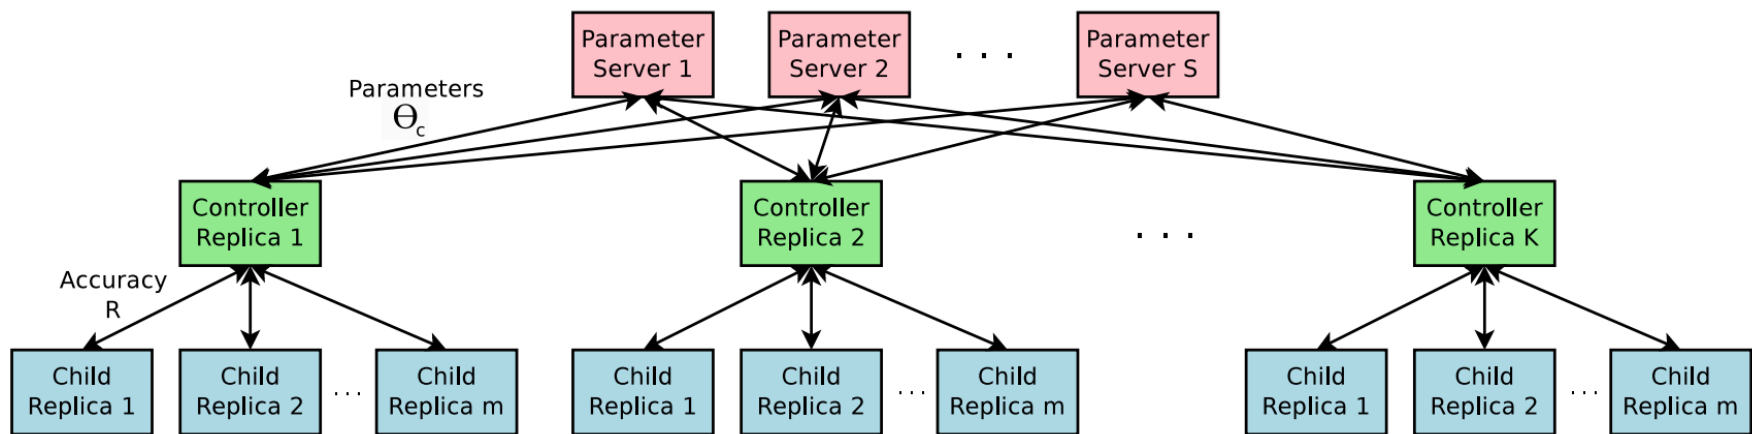 Parameter
Server 1
Parameter
Server 2
. . .
Parameter
Server S
Parameters
Θc
Controller
Replica 1
Controller
Replica 2
. . .
Controller
Replica K
Accuracy
R
Child
Replica 1
Child
Replica 2
. . .
Child
Replica m
Child
Replica 1
Child
Replica 2
. . .
Child
Replica m
Child
Replica 1
Child
Replica 2
. . .
Child
Replica m